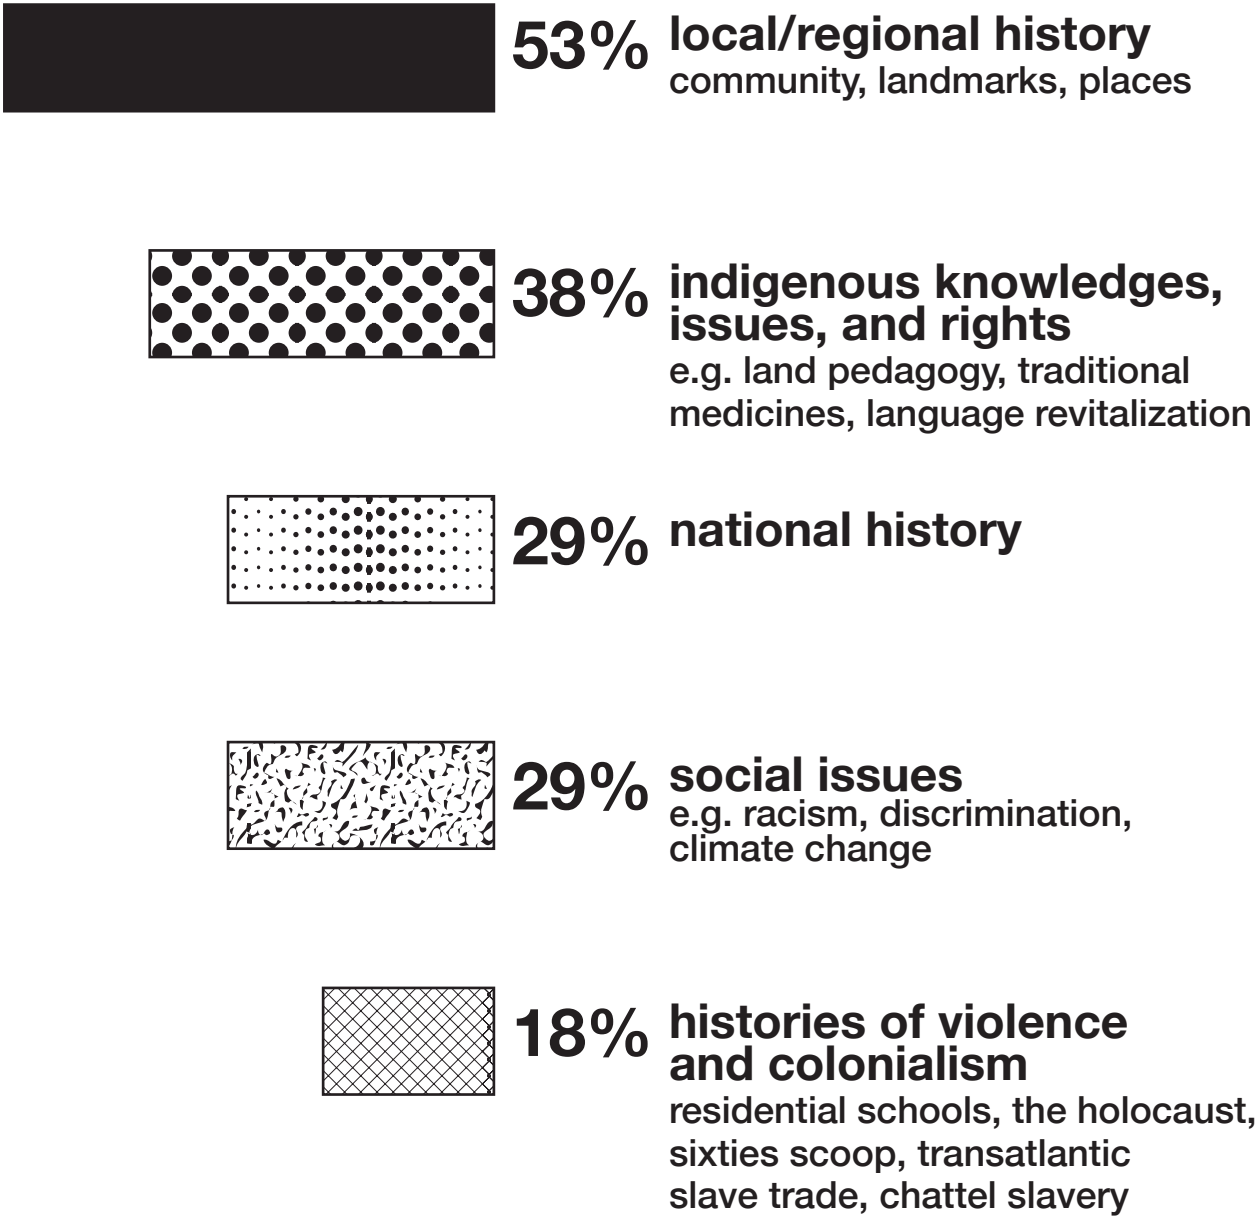 53% local/regional history
community, landmarks, places
38% indigenous knowledges,
issues, and rights
e.g. land pedagogy, traditional
medicines, language revitalization
29% national history
29% social issues
e.g. racism, discrimination,
climate change
18% histories of violence
and colonialism
residential schools, the holocaust,
sixties scoop, transatlantic
slave trade, chattel slavery